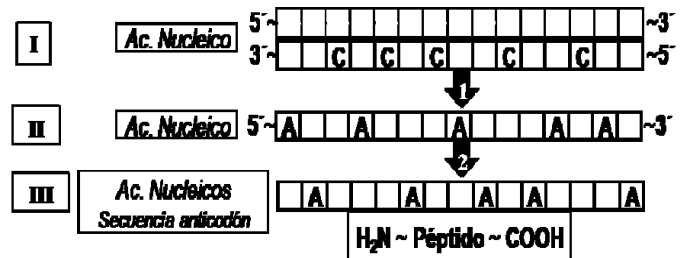 I
Ac. Nucleico
5´~ ~3´
3´~ C C C C C ~5´
1
II
Ac. Nucleico
5´~ A A A A A ~3´
2
III
Ac. Nucleicos
Secuencia anticodón
A A A A A
H₂N ~ Péptido ~ COOH